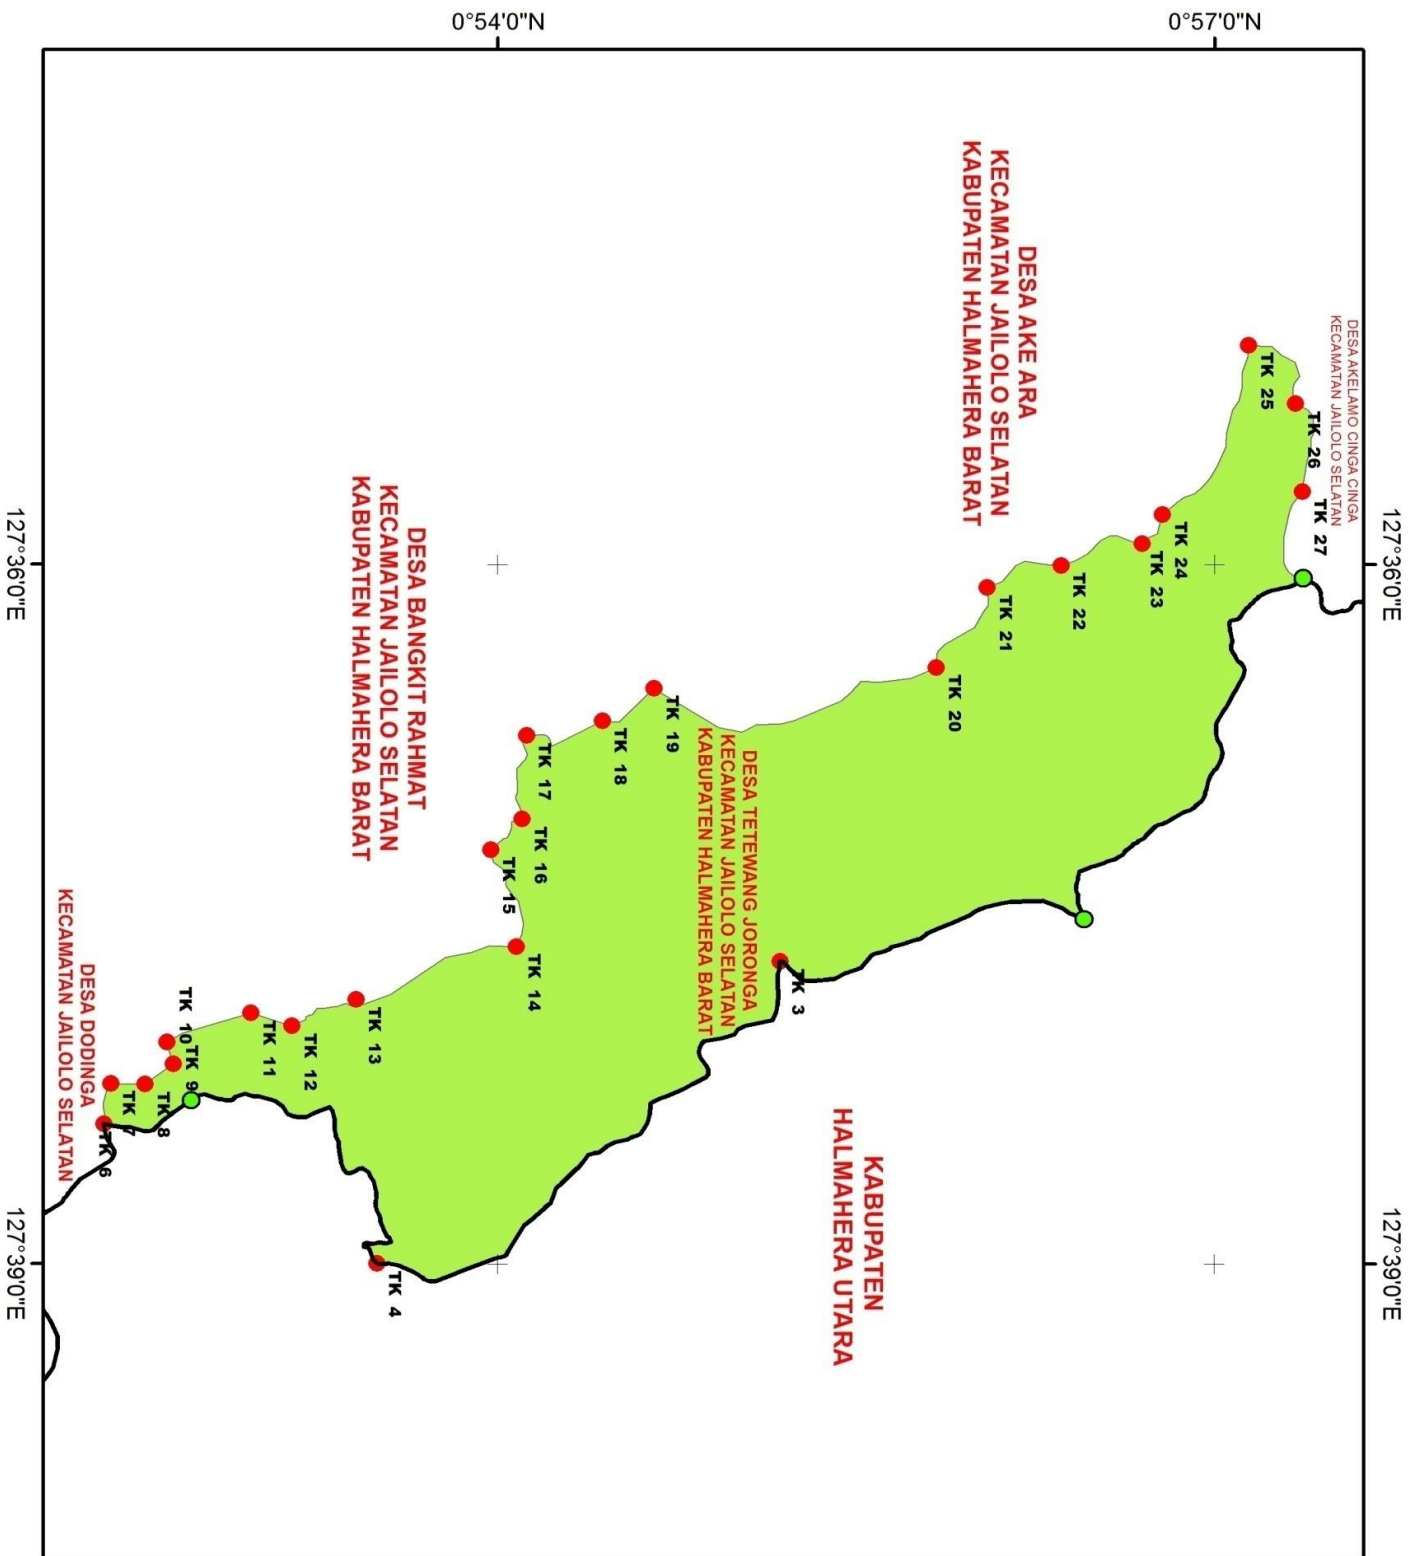 0°54'0"N
0°57'0"N
DESA AKELAMO CINGA CINGA
KECAMATAN JAILOLO SELATAN
DESA AKE ARA
KECAMATAN JAILOLO SELATAN
KABUPATEN HALMAHERA BARAT
TK 25
TK 26
TK 27
127°36'0"E
127°36'0"E
TK 24
TK 23
TK 22
TK 21
TK 20
TK 19
TK 18
TK 17
TK 16
TK 15
TK 14
TK 13
TK 12
TK 11
TK 10
TK 9
TK 8
TK 7
TK 6
TK 4
TK 3
DESA BANGKIT RAHMAT
KECAMATAN JAILOLO SELATAN
KABUPATEN HALMAHERA BARAT
DESA TETEWANG JORONGA
KECAMATAN JAILOLO SELATAN
KABUPATEN HALMAHERA BARAT
DESA DODINGA
KECAMATAN JAILOLO SELATAN
KABUPATEN
HALMAHERA UTARA
127°39'0"E
127°39'0"E